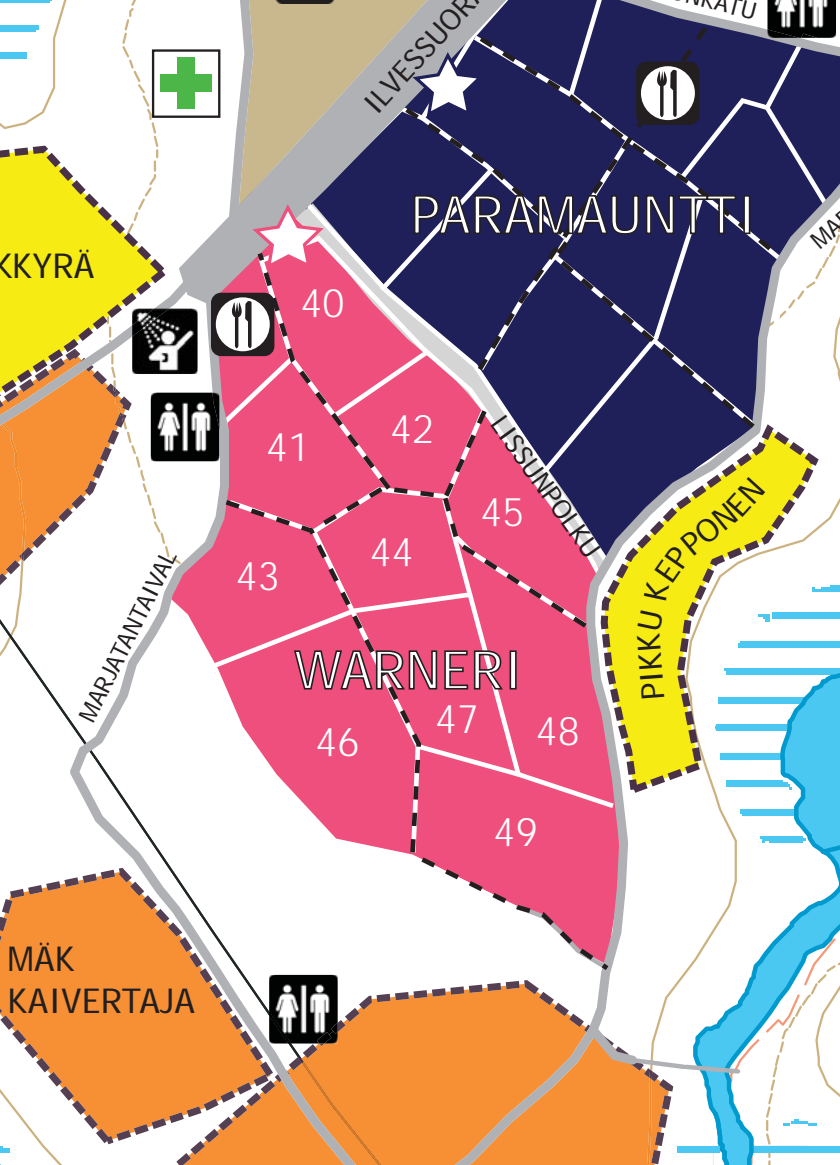 ILVESSUORA
PARAMAUNTTI
KKYRÄ
40
42
41
45
LISSUNPOLKU
44
43
PIKKU KEPPONEN
MARJATANTAIVAL
WARNERI
47
48
46
49
MÄK
KAIVERTAJA